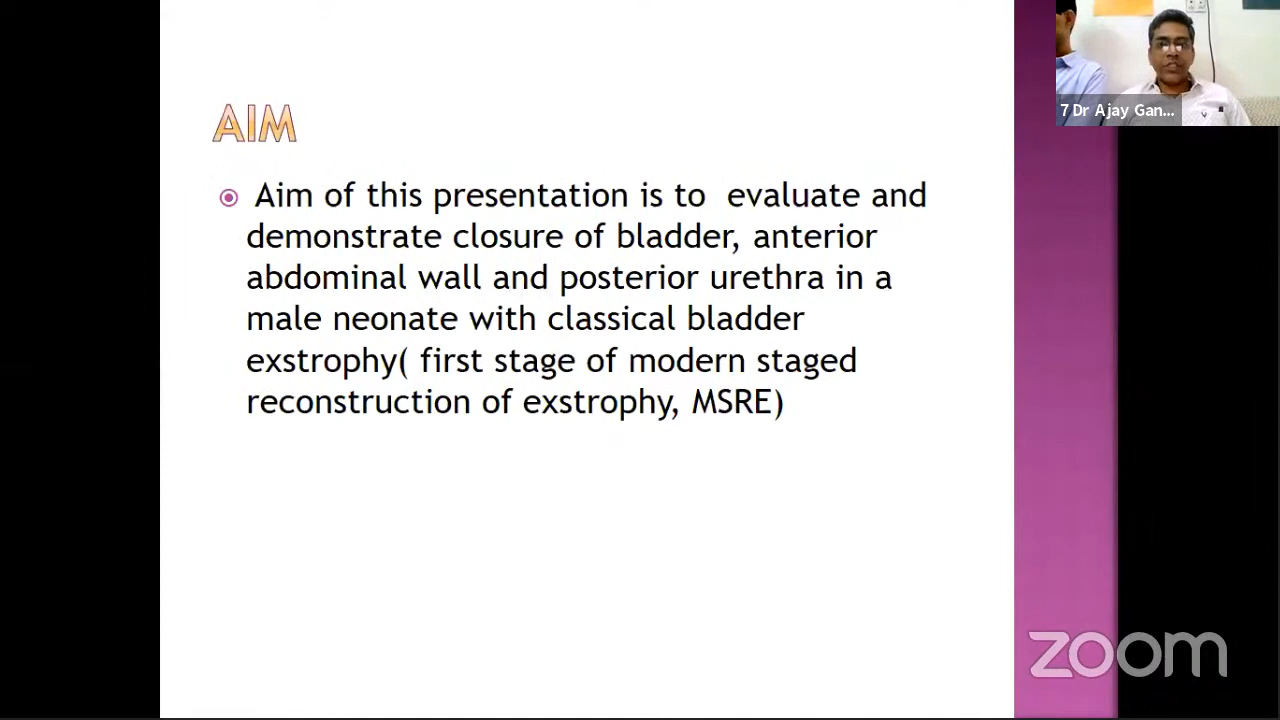 AIM
Aim of this presentation is to  evaluate and
demonstrate closure of bladder, anterior
abdominal wall and posterior urethra in a
male neonate with classical bladder
exstrophy( first stage of modern staged
reconstruction of exstrophy, MSRE)
7 Dr Ajay Gan...
zoom